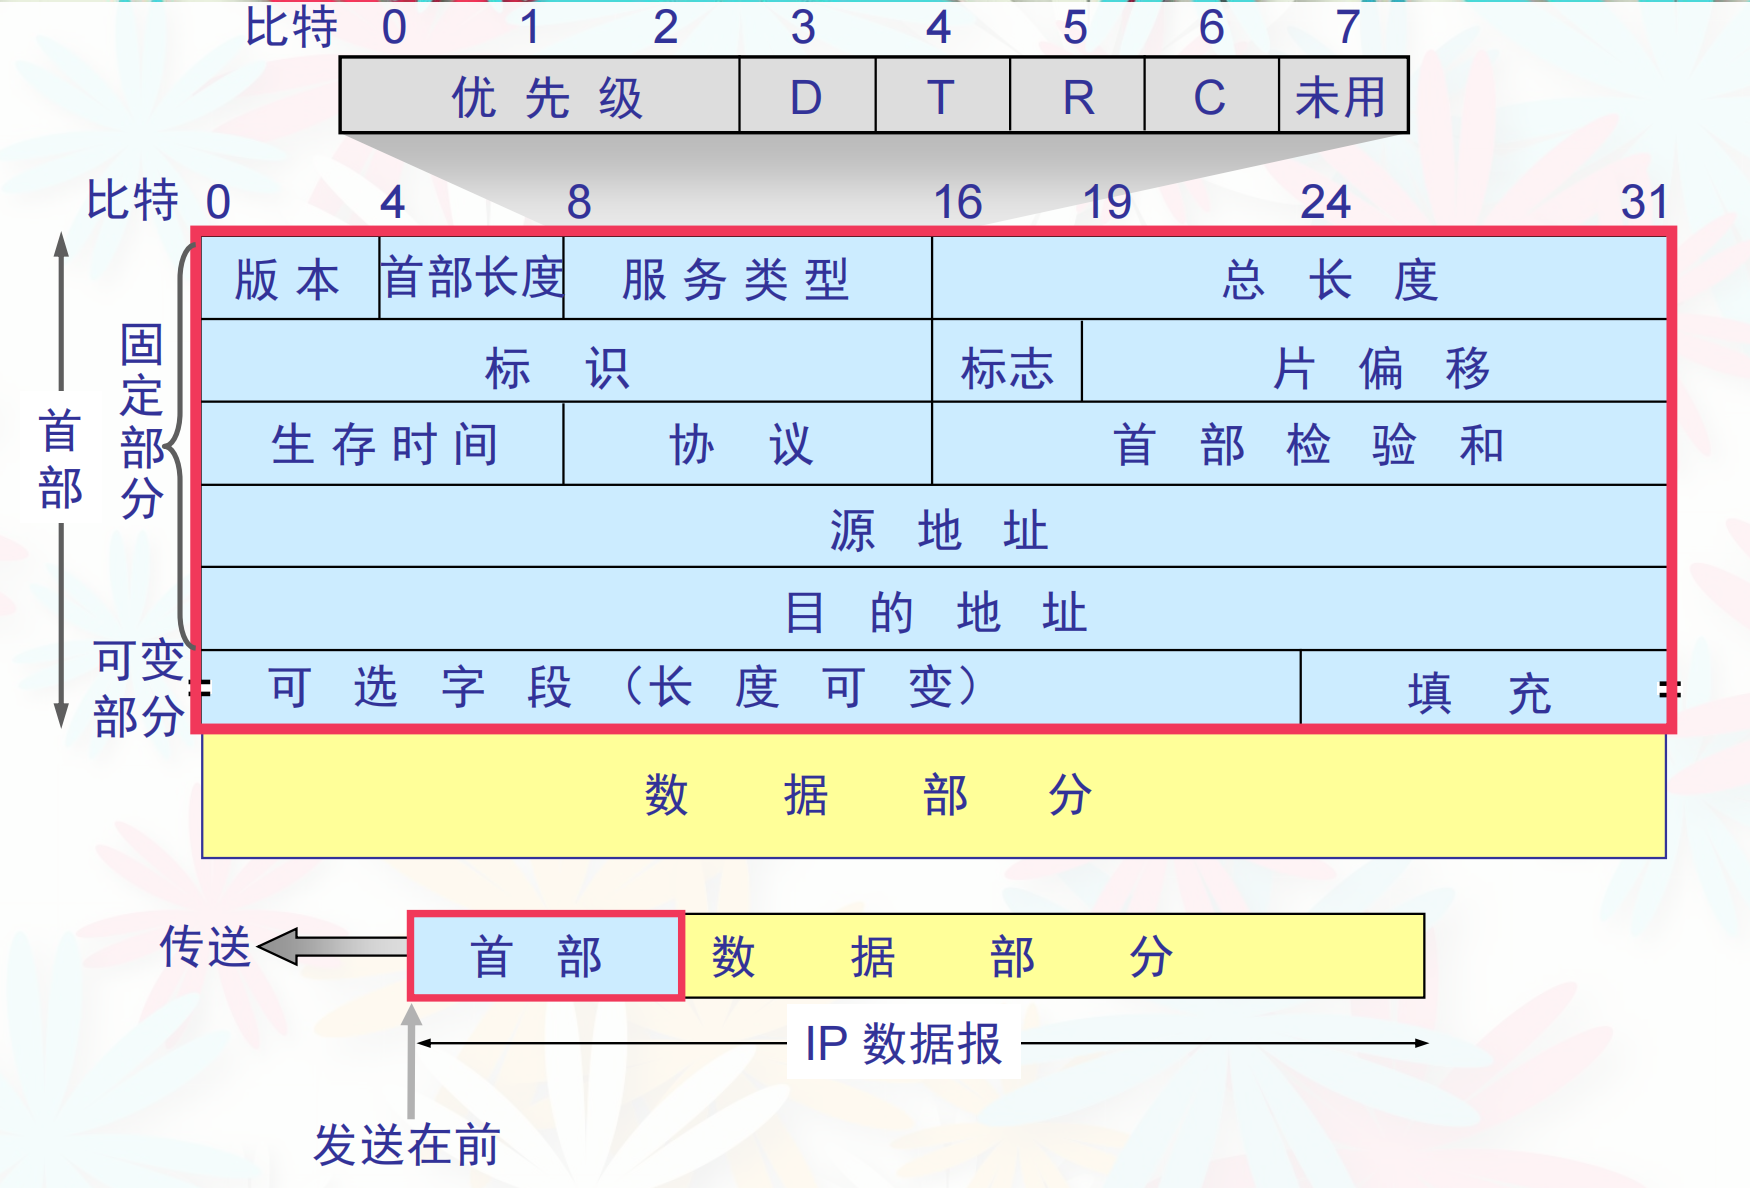 比特 0 1 2 3 4 5 6 7
优 先 级 D T R C 未用
比特 0 4 8 16 19 24 31
版 本 首部长度 服 务 类 型 总 长 度
标 识 标志 片 偏 移
生 存 时 间 协 议 首 部 检 验 和
源 地 址
目 的 地 址
可 选 字 段 （长 度 可 变） 填 充
首部
固定部分
可变
部分
数 据 部 分
传送 首 部 数 据 部 分
IP 数据报
发送在前